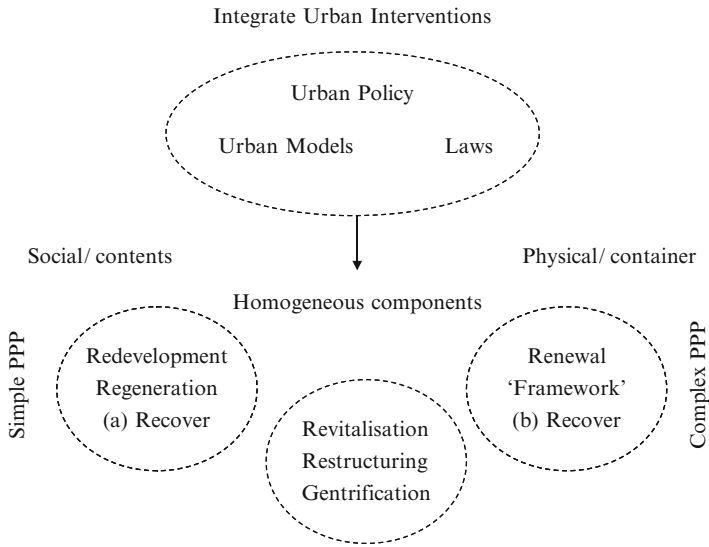 Integrate Urban Interventions
Urban Policy
Urban Models Laws
Social/ contents
Physical/ container
Homogeneous components
Simple PPP
Redevelopment
Regeneration
(a) Recover
Revitalisation
Restructuring
Gentrification
Renewal
‘Framework’
(b) Recover
Complex PPP